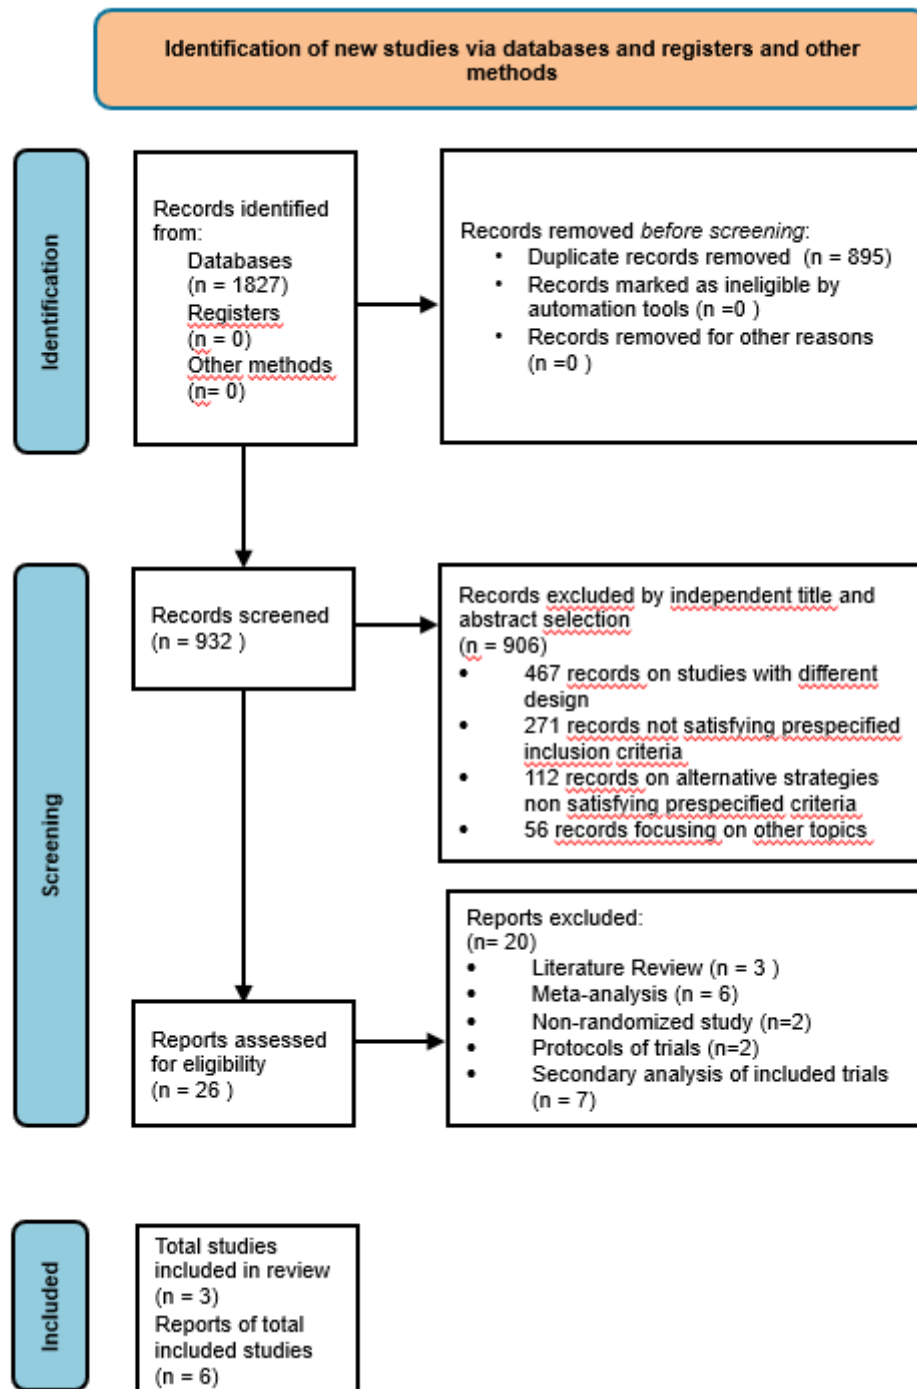 Identification of new studies via databases and registers and other
methods
Identification
Records identified
from:
Databases
(n = 1827)
Registers
(n = 0)
Other methods
(n= 0)
Records removed before screening:
• Duplicate records removed (n = 895)
• Records marked as ineligible by
automation tools (n =0 )
• Records removed for other reasons
(n =0 )
Screening
Records screened
(n = 932 )
Records excluded by independent title and
abstract selection
(n = 906)
• 467 records on studies with different
design
• 271 records not satisfying prespecified
inclusion criteria
• 112 records on alternative strategies
non satisfying prespecified criteria
• 56 records focusing on other topics
Reports assessed
for eligibility
(n = 26 )
Reports excluded:
(n= 20)
• Literature Review (n = 3 )
• Meta-analysis (n = 6)
• Non-randomized study (n=2)
• Protocols of trials (n=2)
• Secondary analysis of included trials
(n = 7)
Included
Total studies
included in review
(n = 3)
Reports of total
included studies
(n = 6)